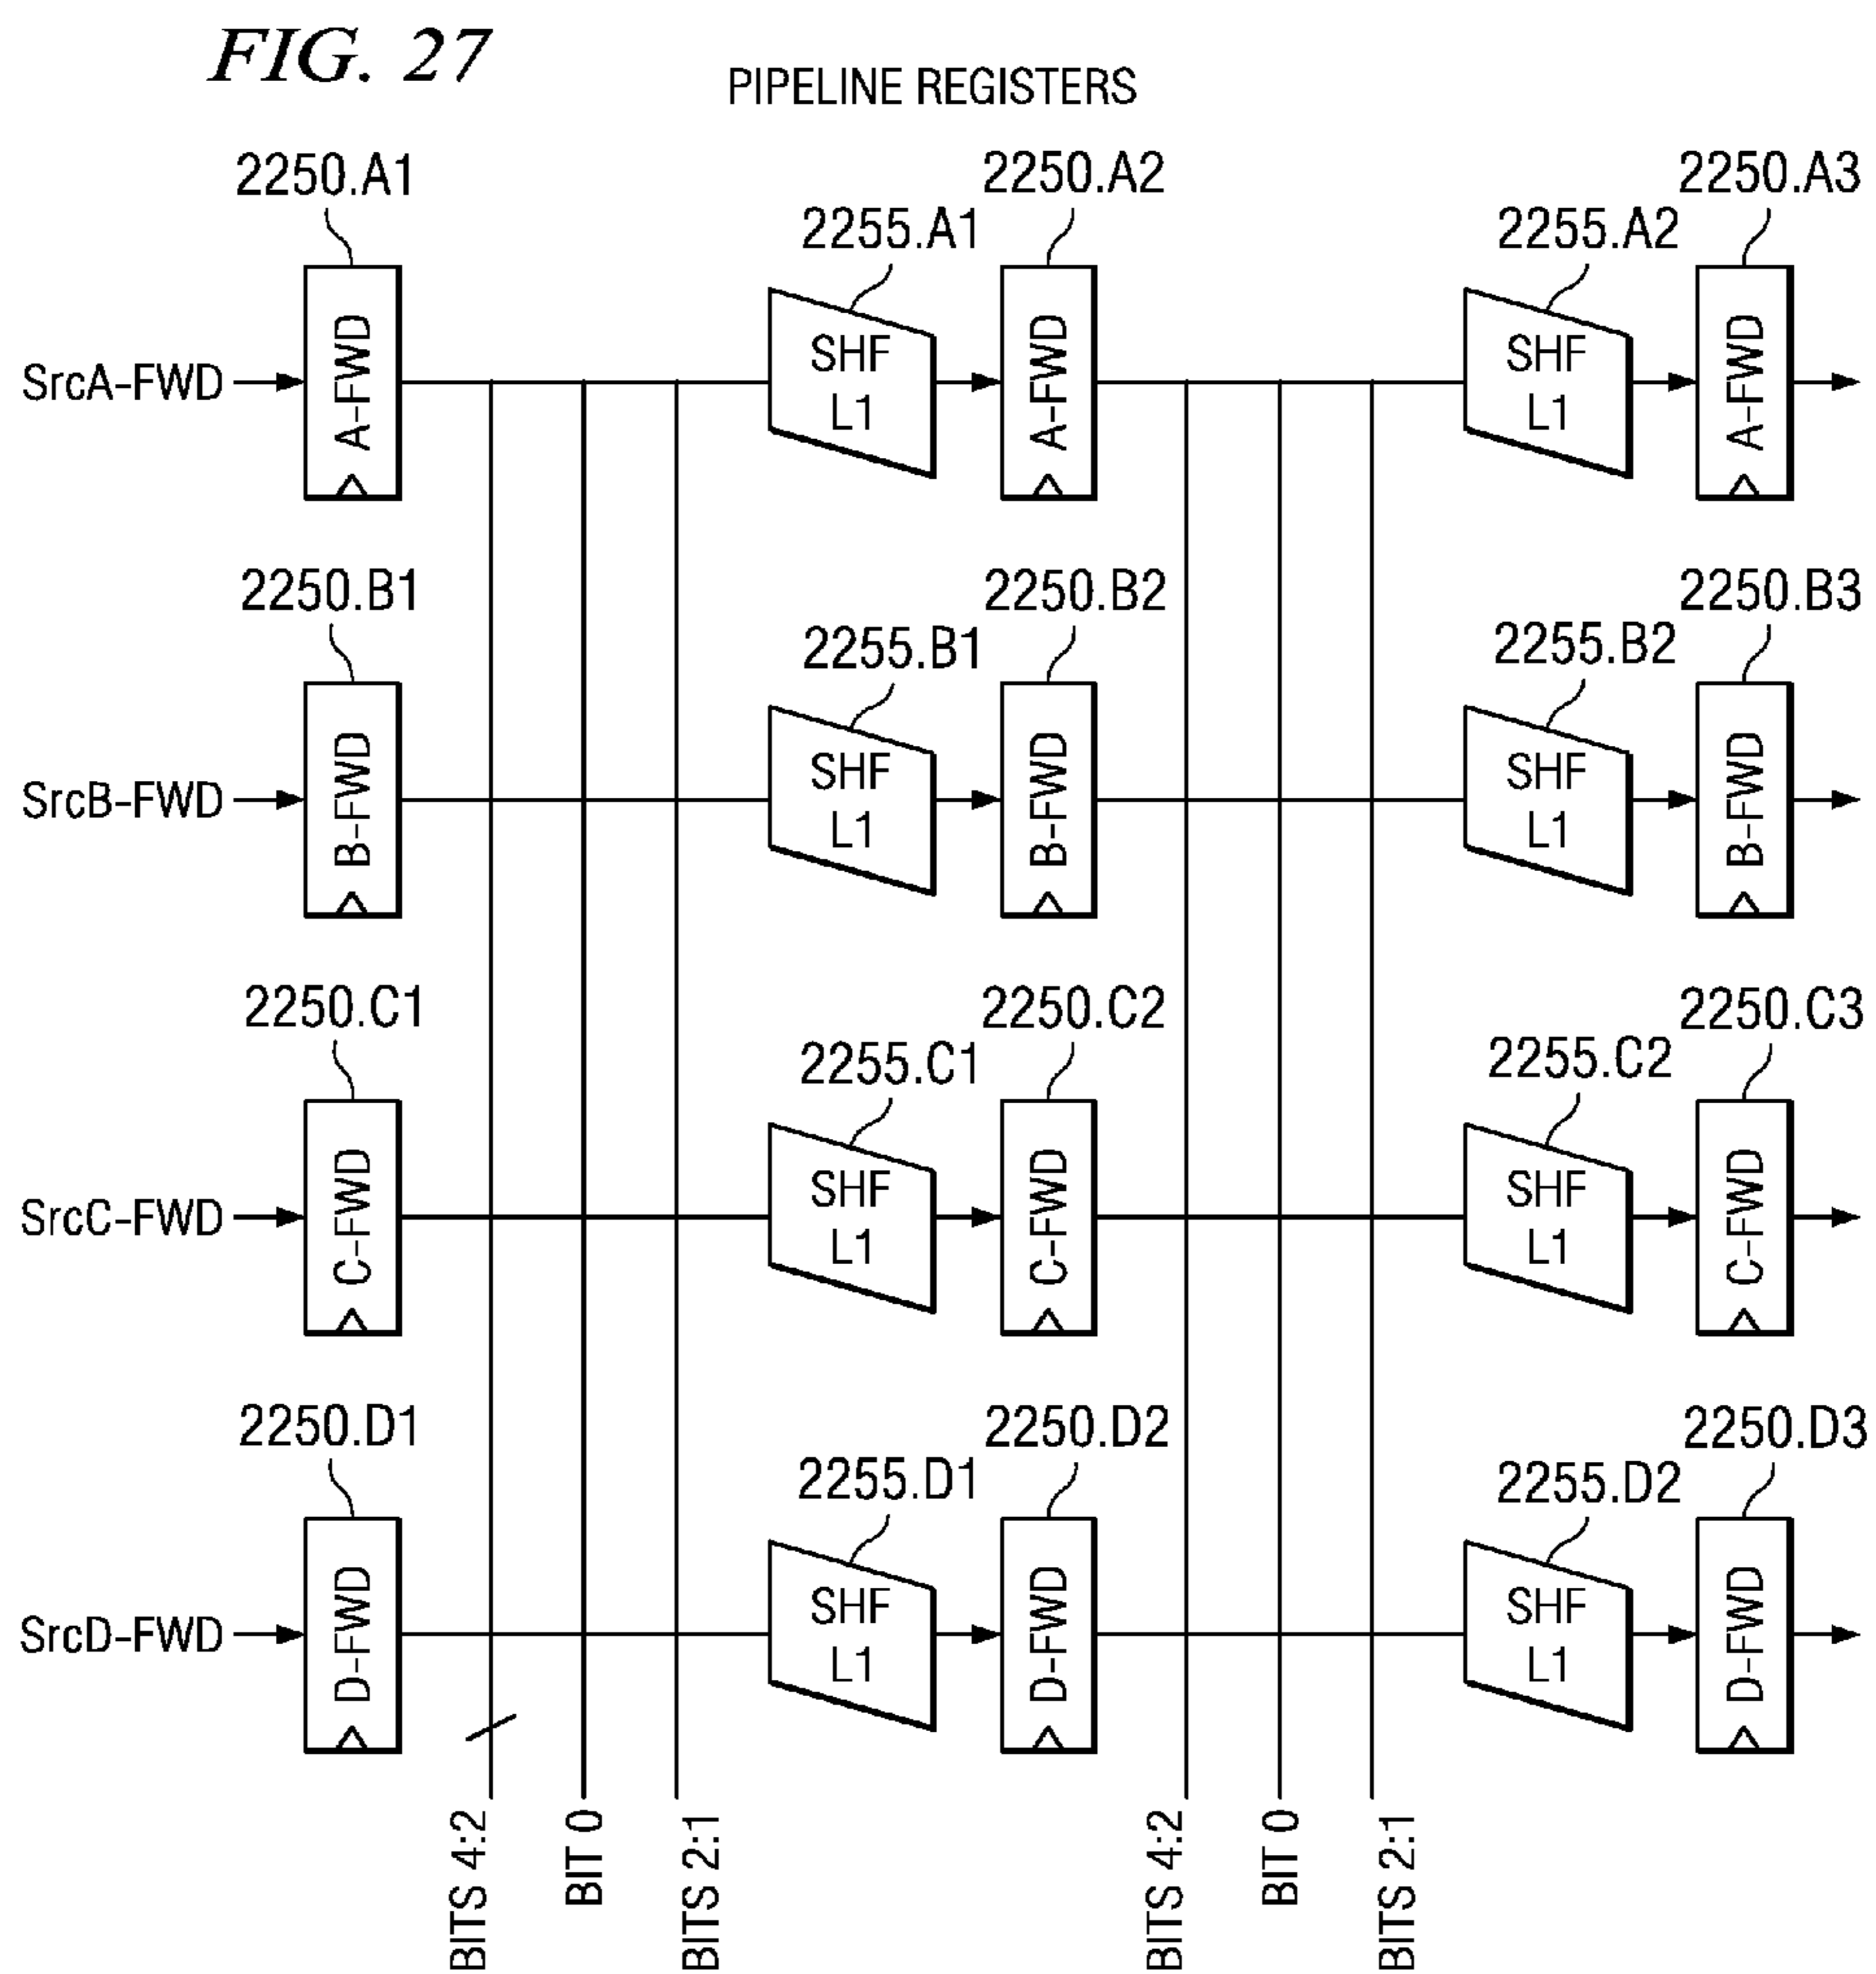 FIG. 27
PIPELINE REGISTERS
2250.A1
2250.A2
2250.A3
2255.A1
2255.A2
SrcA-FWD
A-FWD
SHF
L1
A-FWD
SHF
L1
A-FWD
2250.B1
2250.B2
2250.B3
2255.B1
2255.B2
SrcB-FWD
B-FWD
SHF
L1
B-FWD
SHF
L1
B-FWD
2250.C1
2250.C2
2250.C3
2255.C1
2255.C2
SrcC-FWD
C-FWD
SHF
L1
C-FWD
SHF
L1
C-FWD
2250.D1
2250.D2
2250.D3
2255.D1
2255.D2
SrcD-FWD
D-FWD
SHF
L1
D-FWD
SHF
L1
D-FWD
BITS 4:2
BIT 0
BITS 2:1
BITS 4:2
BIT 0
BITS 2:1